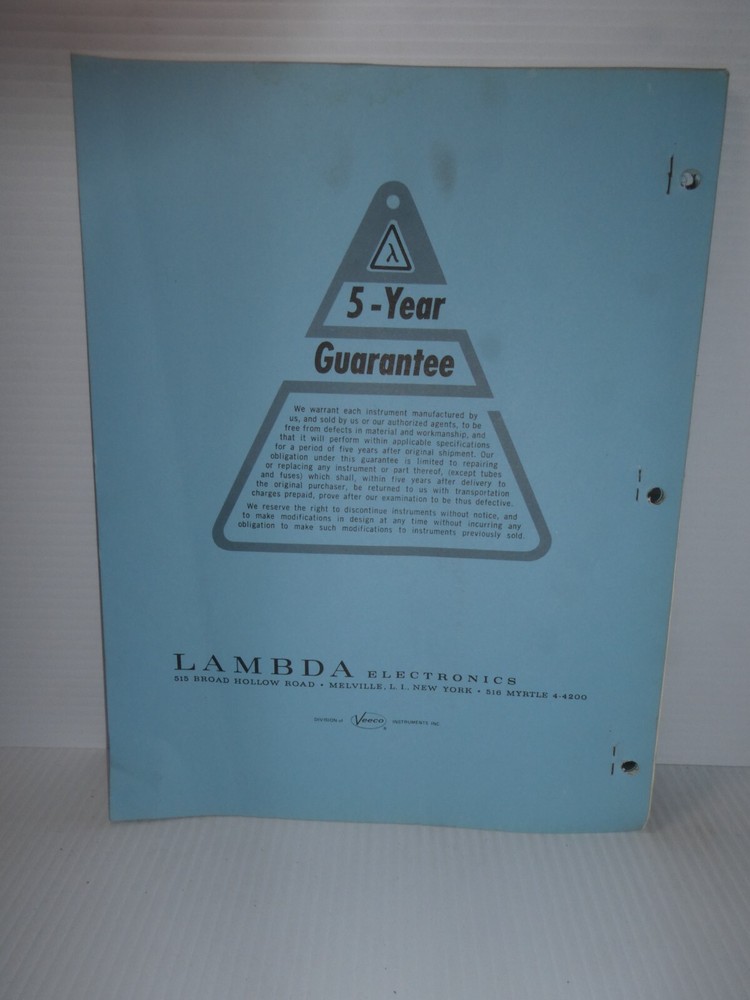 λ
5-Year
Guarantee
We warrant each instrument manufactured by
us, and sold by us or our authorized agents, to be
free from defects in material and workmanship, and
that it will perform within applicable specifications
for a period of five years after original shipment. Our
obligation under this guarantee is limited to repairing
or replacing any instrument or part thereof, (except tubes
and fuses) which shall, within five years after delivery to
the original purchaser, be returned to us with transportation
charges prepaid, prove after our examination to be thus defective.
We reserve the right to discontinue instruments without notice, and
to make modifications in design at any time without incurring any
obligation to make such modifications to instruments previously sold.
LAMBDA ELECTRONICS
515 BROAD HOLLOW ROAD • MELVILLE, L. I., NEW YORK • 516 MYRTLE 4-4200
DIVISION of Veeco ® INSTRUMENTS INC.